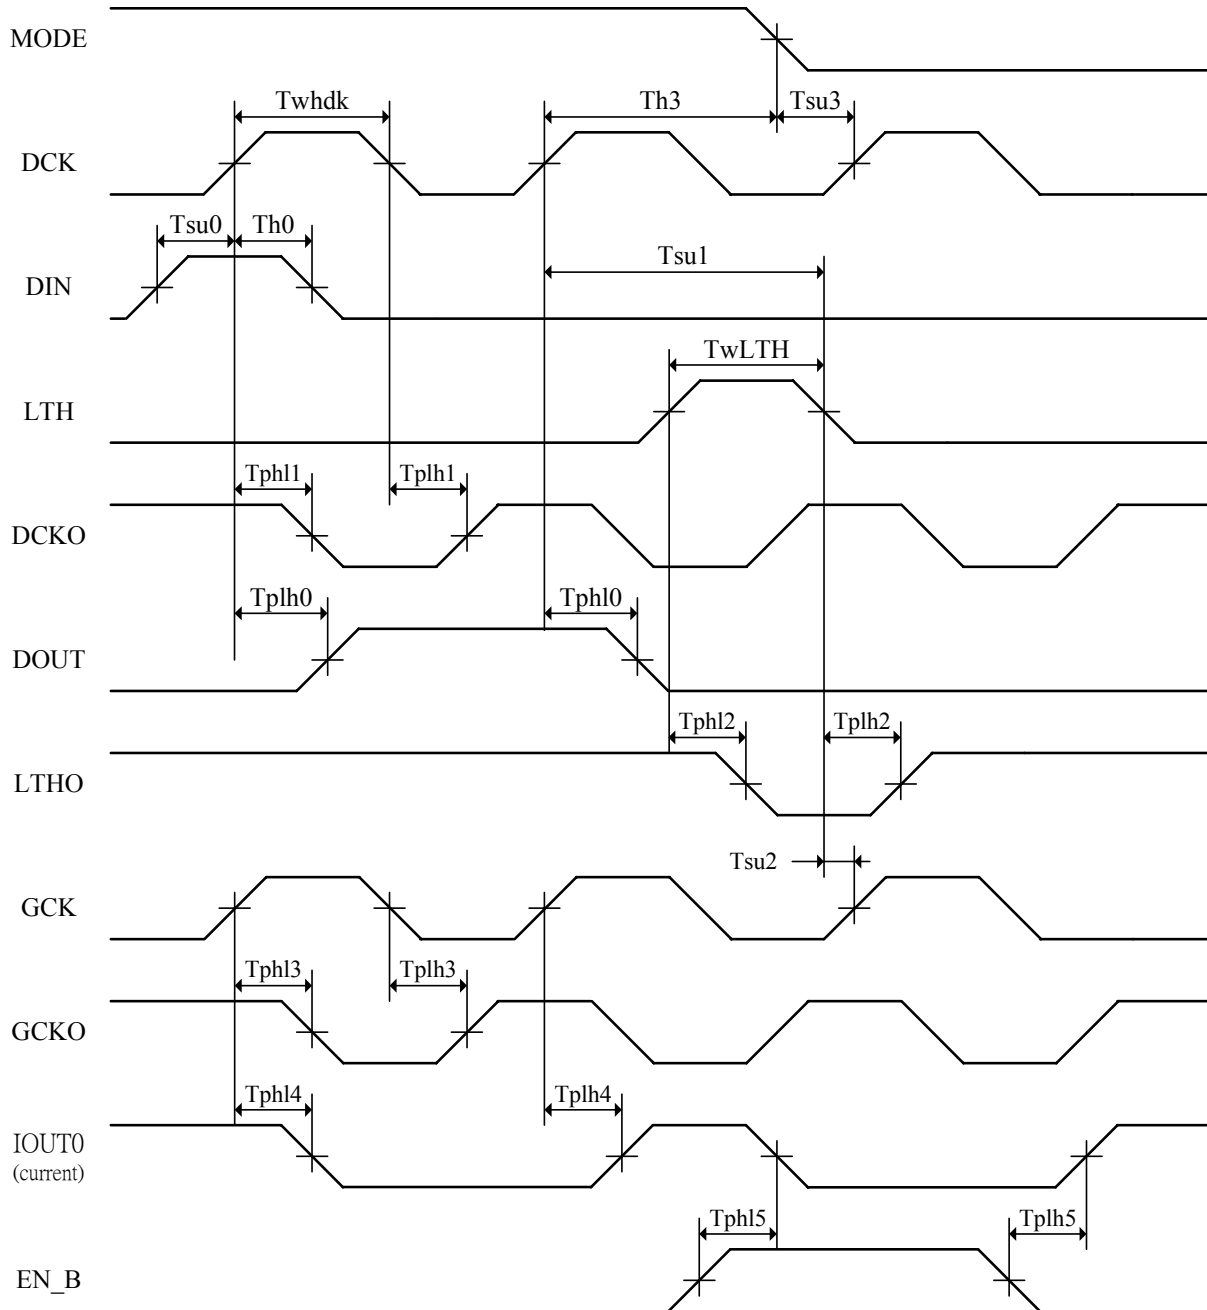 MODE
Twhdk
Th3
Tsu3
DCK
Tsu0
Th0
Tsu1
DIN
TwLTH
LTH
Tphl1
Tplh1
DCKO
Tplh0
Tphl0
DOUT
Tphl2
Tplh2
LTHO
Tsu2
GCK
Tphl3
Tplh3
GCKO
Tphl4
Tplh4
IOUT0
(current)
Tphl5
Tplh5
EN_B